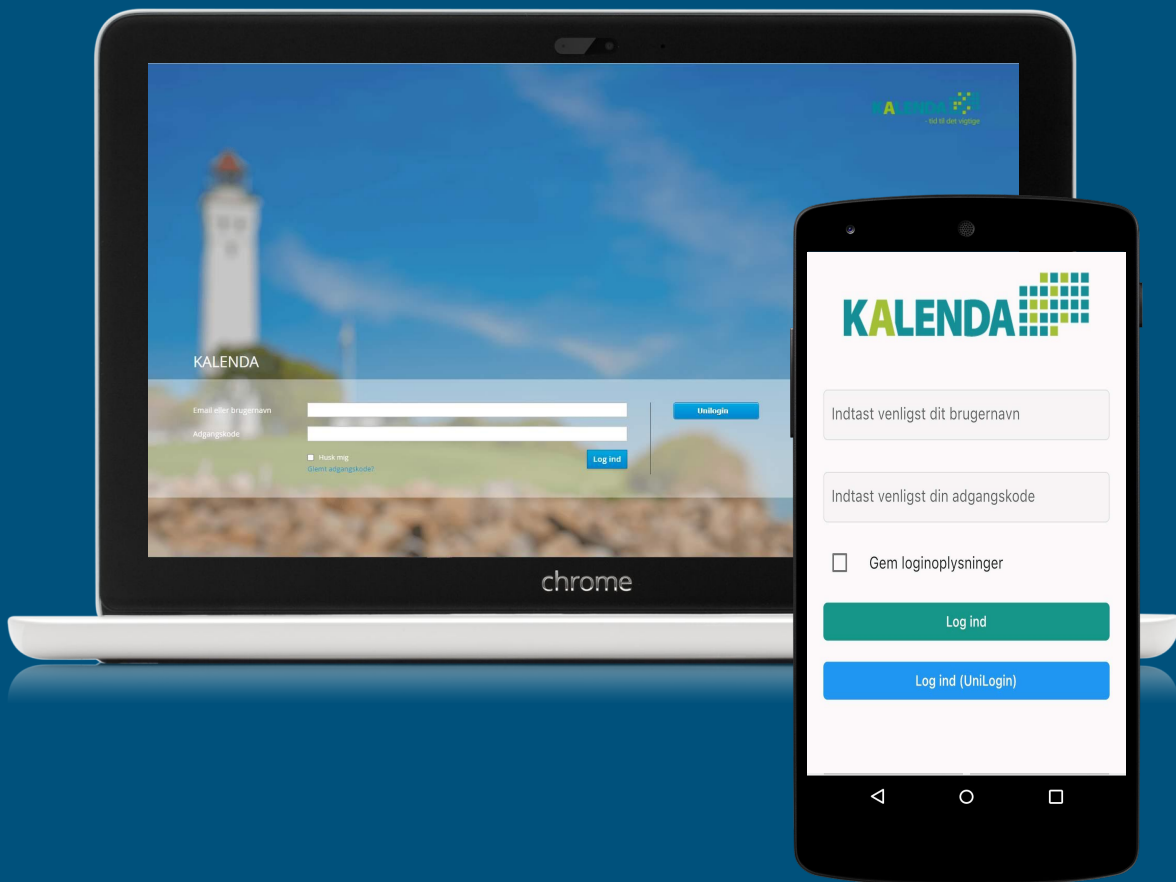 KALENDA
- tid til det vigtige
KALENDA
Email eller brugernavn
Unilogin
Adgangskode
Husk mig
Log ind
Glemt adgangskode?
chrome
KALENDA
Indtast venligst dit brugernavn
Indtast venligst din adgangskode
Gem loginoplysninger
Log ind
Log ind (UniLogin)